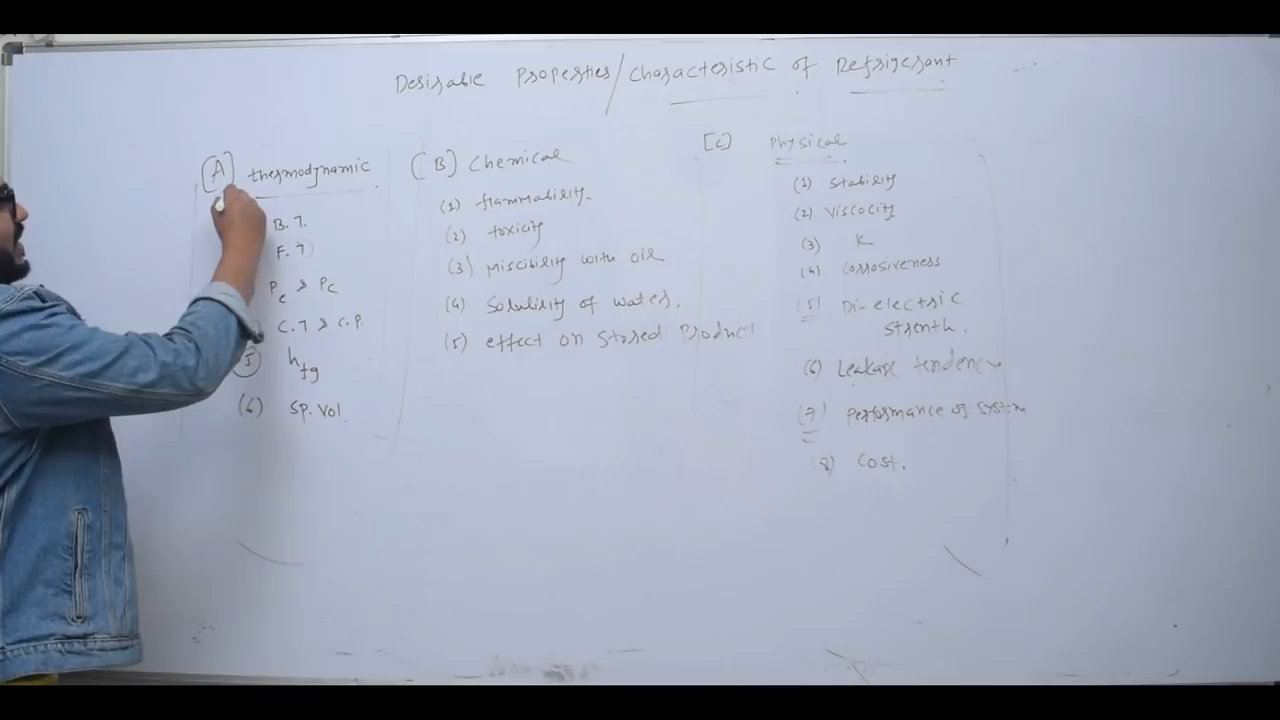 Desirable Properties/characteristic of Refrigerant
[A] thermodynamic
B.T.
F.T
Pe & Pc
C.T & C.P.
(5) hfg
(6) Sp. Vol.
[B] Chemical
(1) flammability.
(2) toxicity
(3) Miscibility with oil
(4) Solubility of water.
(5) effect on stored Product
[C] Physical
(1) Stability
(2) Viscocity
(3) K
(4) Corrosiveness
(5) Di-electric
strenth.
(6) Leakage tendency
(7) Performance of System
(8) Cost.